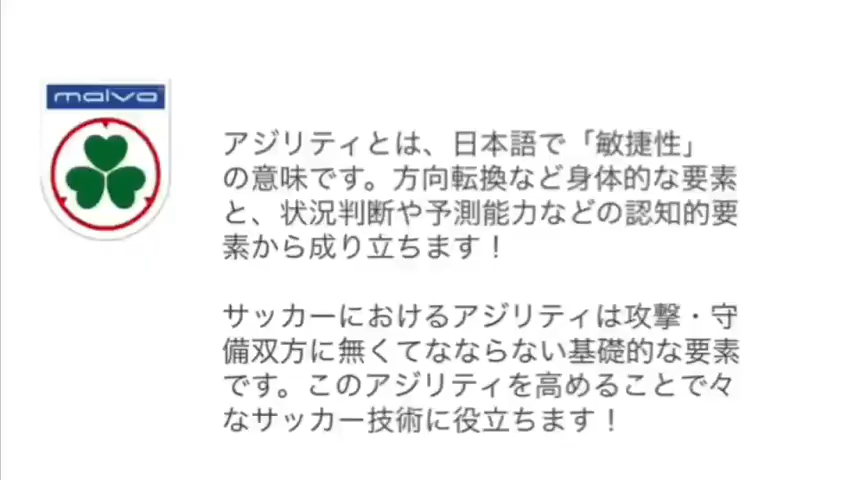 malva
アジリティとは、日本語で「敏捷性」
の意味です。方向転換など身体的な要素
と、状況判断や予測能力などの認知的要
素から成り立ちます！
サッカーにおけるアジリティは攻撃・守
備双方に無くてなならない基礎的な要素
です。このアジリティを高めることで々
なサッカー技術に役立ちます！